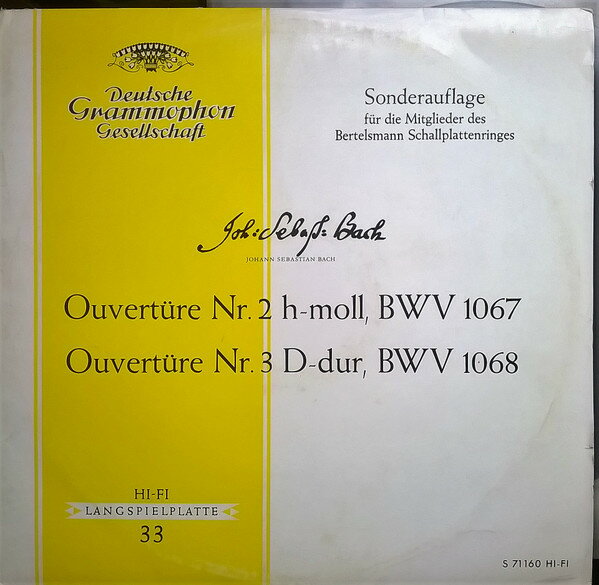 Deutsche
Grammophon
Gesellschaft
Sonderauflage
für die Mitglieder des
Bertelsmann Schallplattenringes
Joh: Sebast: Bach
JOHANN SEBASTIAN BACH
Ouvertüre Nr. 2 h-moll, BWV 1067
Ouvertüre Nr. 3 D-dur, BWV 1068
HI-FI
LANGSPIELPLATTE
33
S 71160 HI-FI